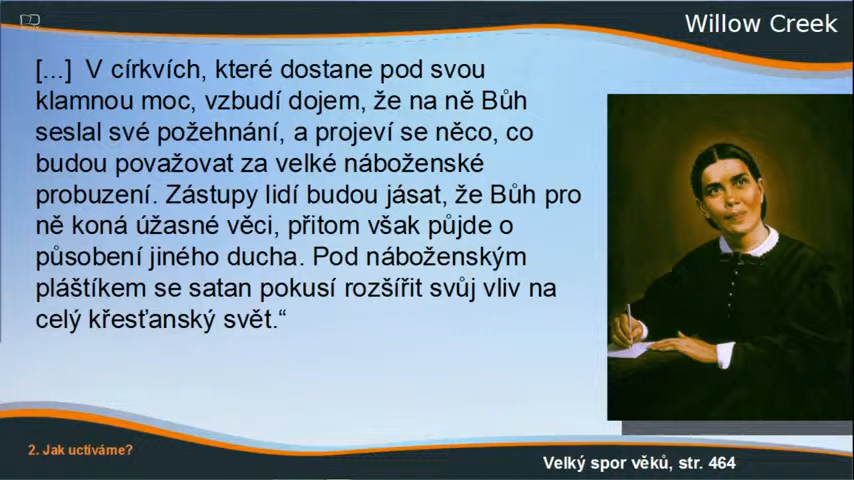 Willow Creek
[...] V církvích, které dostane pod svou
klamnou moc, vzbudí dojem, že na ně Bůh
seslal své požehnání, a projeví se něco, co
budou považovat za velké náboženské
probuzení. Zástupy lidí budou jásat, že Bůh pro
ně koná úžasné věci, přitom však půjde o
působení jiného ducha. Pod náboženským
pláštíkem se satan pokusí rozšířit svůj vliv na
celý křesťanský svět.“
2. Jak uctíváme?
Velký spor věků, str. 464